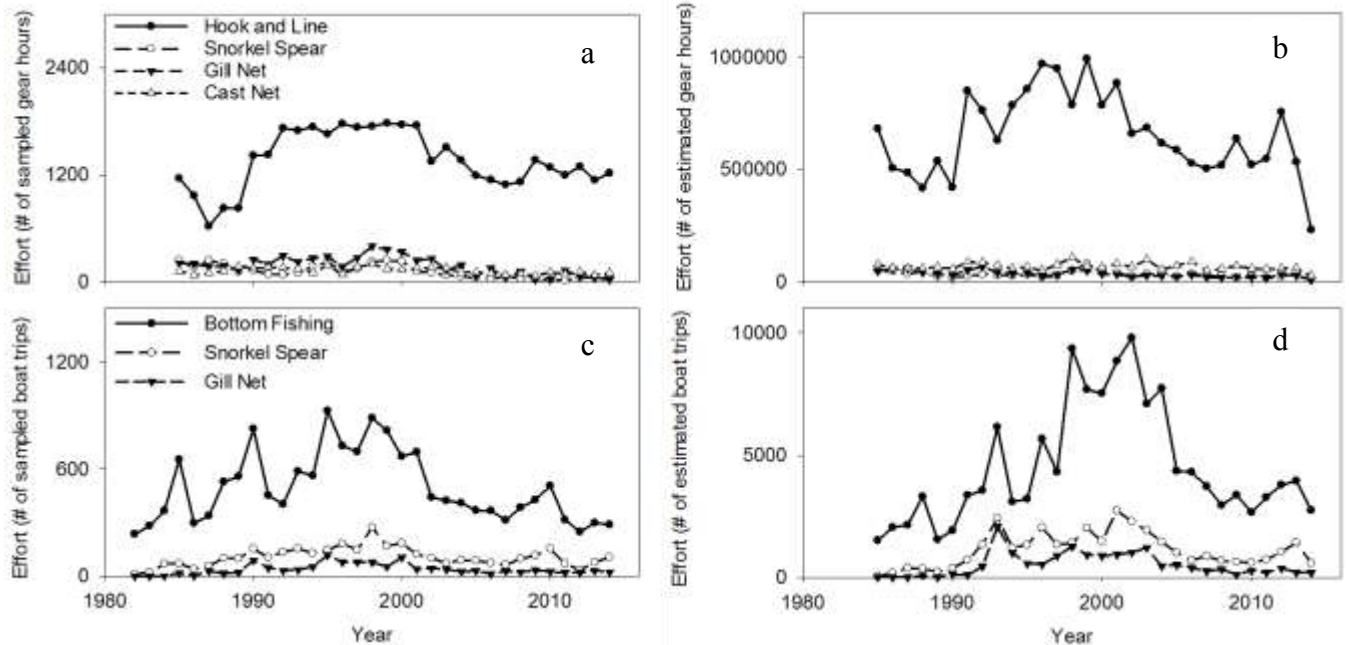 Effort (# of sampled gear hours)
2400
1200
0
Hook and Line
Snorkel Spear
Gill Net
Cast Net
a
Effort (# of estimated gear hours)
1000000
500000
0
b
Effort (# of sampled boat trips)
1200
600
0
Bottom Fishing
Snorkel Spear
Gill Net
c
1980
1990
2000
2010
Year
Effort (# of estimated boat trips)
10000
5000
0
d
1980
1990
2000
2010
Year